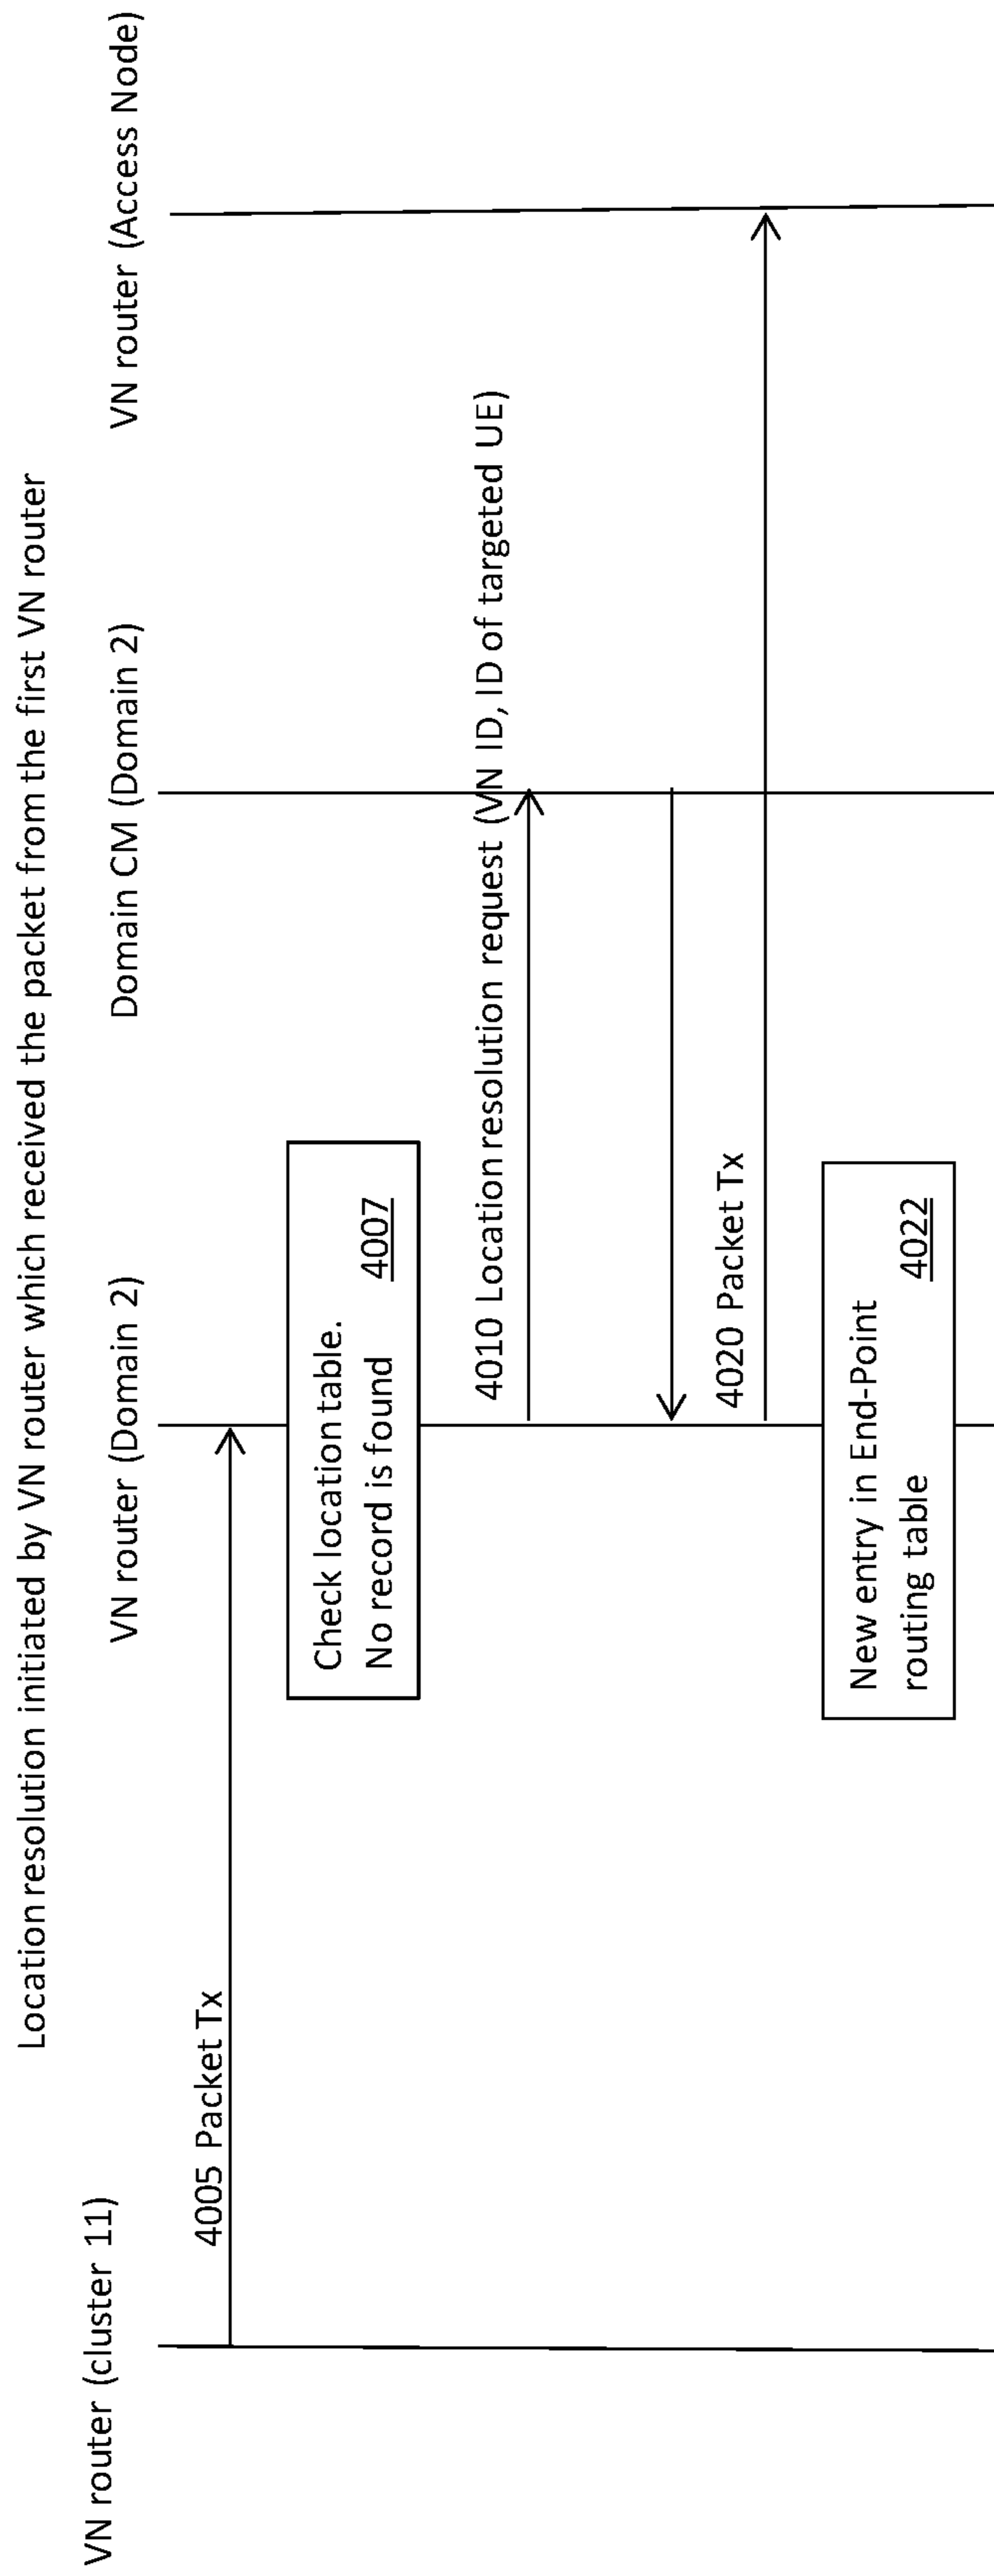 Location resolution initiated by VN router which received the packet from the first VN router
VN router (cluster 11)
VN router (Domain 2)
Domain CM (Domain 2)
VN router (Access Node)
4005 Packet Tx
Check location table.
No record is found
4007
4010 Location resolution request (VN ID, ID of targeted UE)
4020 Packet Tx
New entry in End-Point
routing table
4022